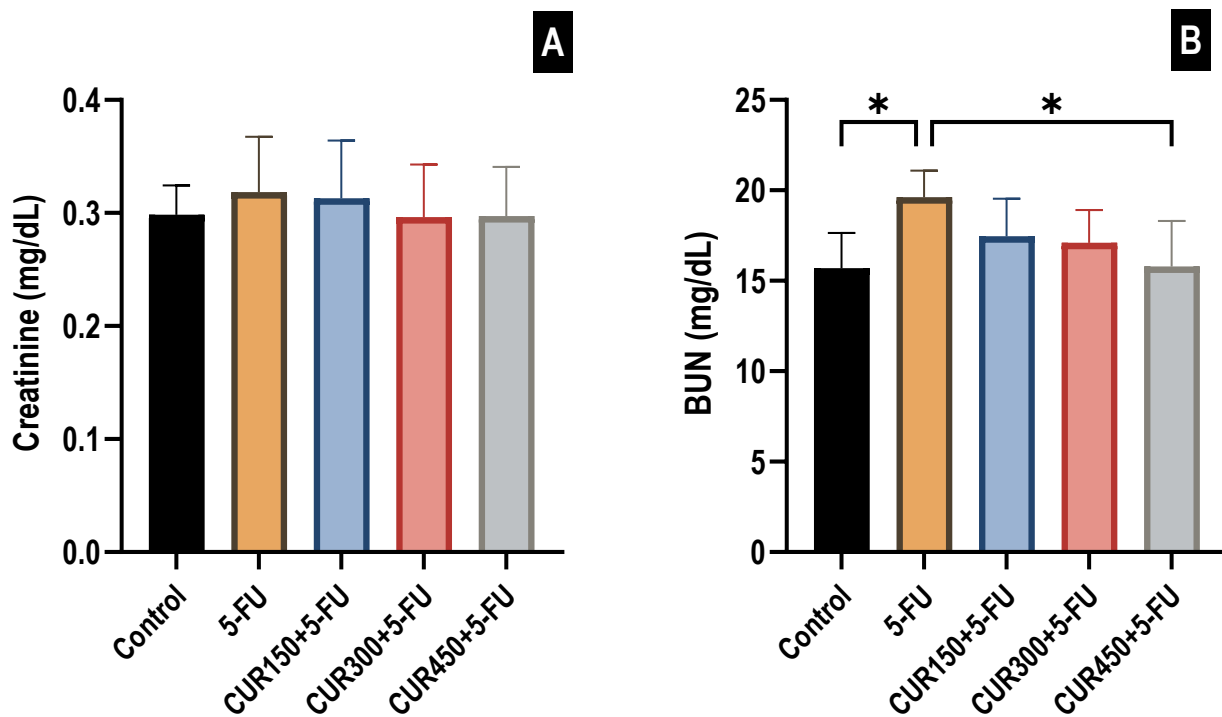 A
Creatinine (mg/dL)
0.4
0.3
0.2
0.1
0.0
Control
5-FU
CUR150+5-FU
CUR300+5-FU
CUR450+5-FU
B
BUN (mg/dL)
25
20
15
10
5
0
*
*
Control
5-FU
CUR150+5-FU
CUR300+5-FU
CUR450+5-FU